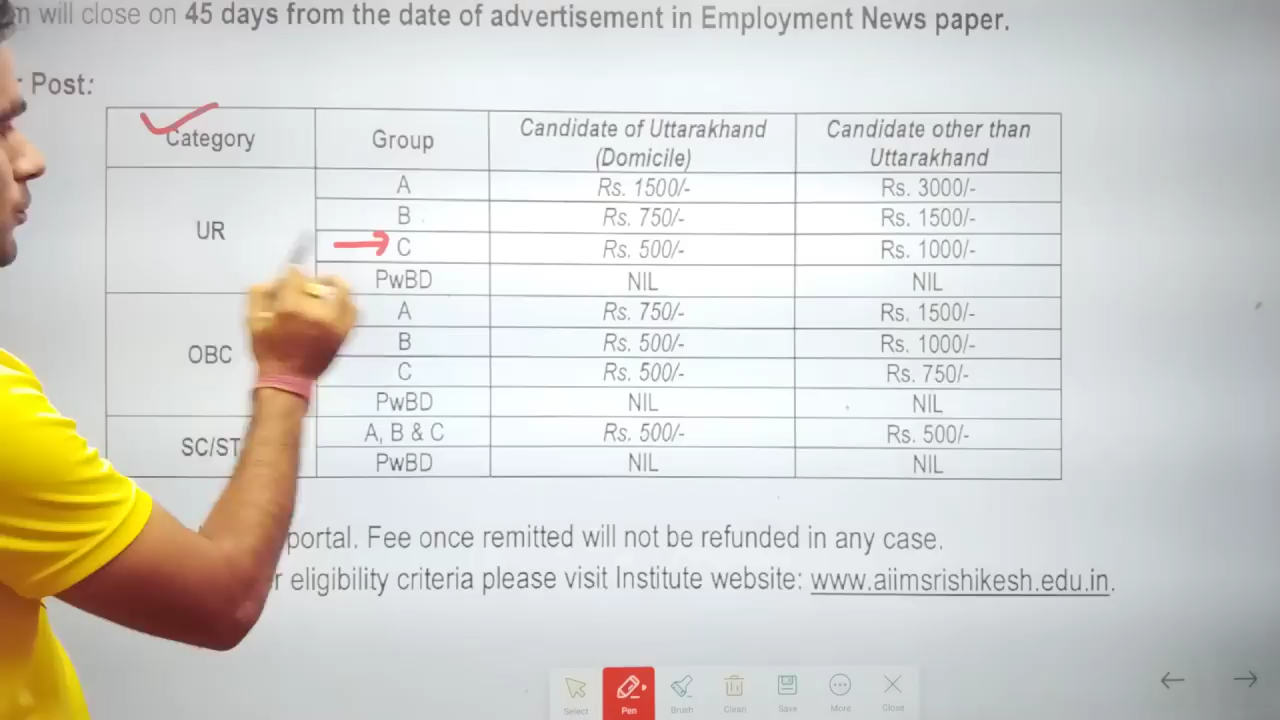 will close on 45 days from the date of advertisement in Employment News paper.
Post:
Category Group Candidate of Uttarakhand (Domicile) Candidate other than Uttarakhand
UR A Rs. 1500/- Rs. 3000/-
B Rs. 750/- Rs. 1500/-
C Rs. 500/- Rs. 1000/-
PwBD NIL NIL
OBC A Rs. 750/- Rs. 1500/-
B Rs. 500/- Rs. 1000/-
C Rs. 500/- Rs. 750/-
PwBD NIL NIL
SC/ST A, B & C Rs. 500/- Rs. 500/-
PwBD NIL NIL
portal. Fee once remitted will not be refunded in any case.
eligibility criteria please visit Institute website: www.aiimsrishikesh.edu.in.
Select Pen Brush Clean Save More Close